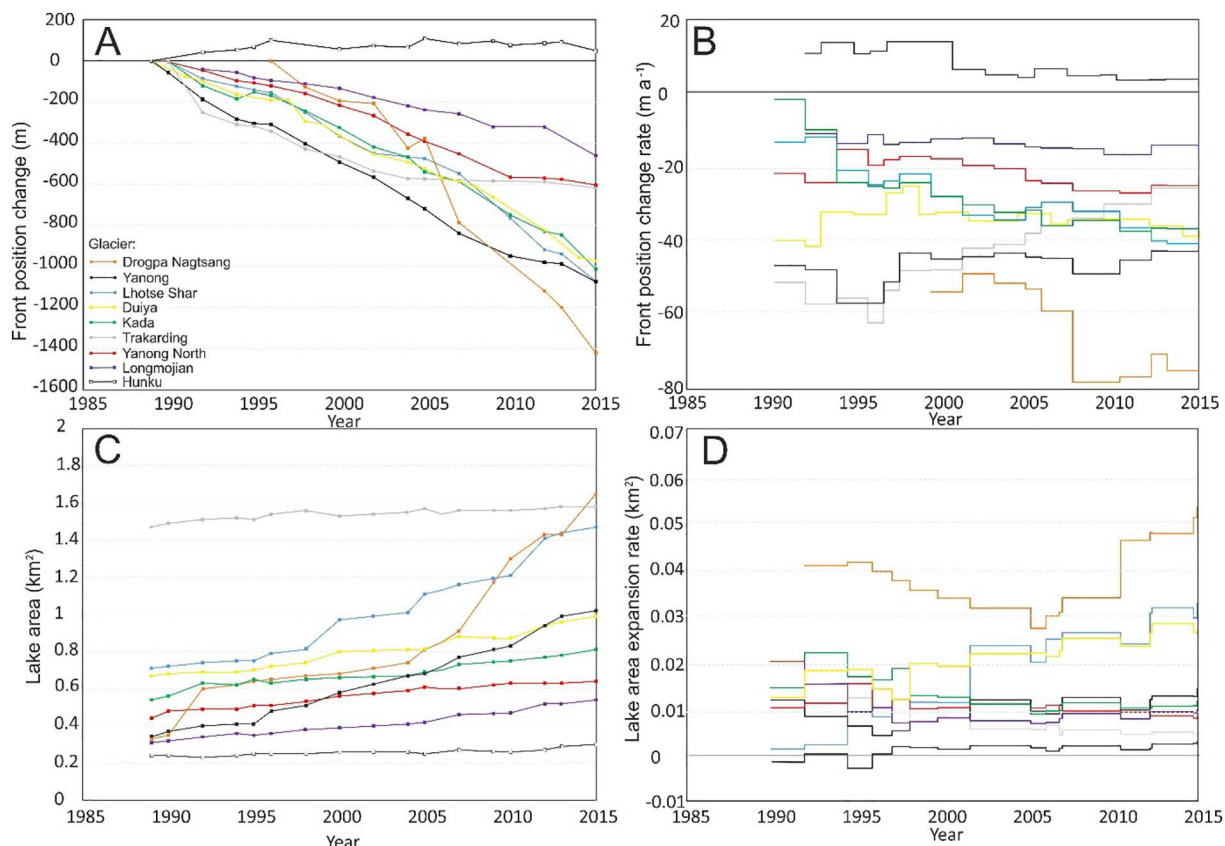 A
200
0
-200
-400
-600
-800
-1000
-1200
-1400
-1600
Front position change (m)
Glacier:
Drogpa Nagtsang
Yanong
Lhotse Shar
Duiya
Kada
Trakarding
Yanong North
Longmojian
Hunku
1985
1990
1995
2000
2005
2010
2015
Year
B
20
0
-20
-40
-60
-80
Front position change rate (m a⁻¹)
1985
1990
1995
2000
2005
2010
2015
Year
C
2
1.8
1.6
1.4
1.2
1
0.8
0.6
0.4
0.2
0
Lake area (km²)
1985
1990
1995
2000
2005
2010
2015
Year
D
0.07
0.06
0.05
0.04
0.03
0.02
0.01
0
-0.01
Lake area expansion rate (km²)
1985
1990
1995
2000
2005
2010
2015
Year